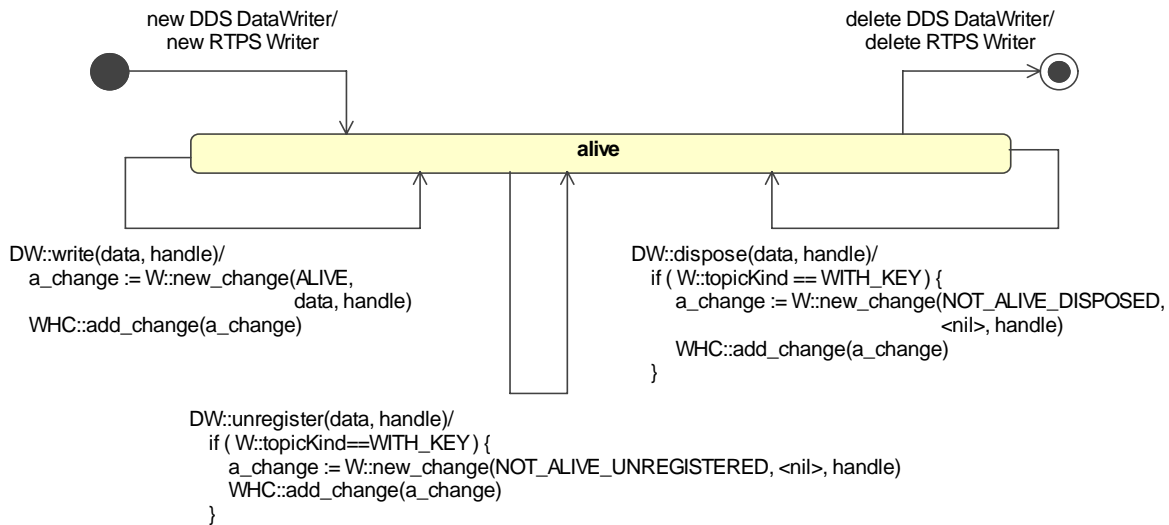 new DDS DataWriter/
new RTPS Writer
delete DDS DataWriter/
delete RTPS Writer
alive
DW::write(data, handle)/
a_change := W::new_change(ALIVE,
data, handle)
WHC::add_change(a_change)
DW::dispose(data, handle)/
if ( W::topicKind == WITH_KEY ) {
a_change := W::new_change(NOT_ALIVE_DISPOSED,
<nil>, handle)
WHC::add_change(a_change)
}
DW::unregister(data, handle)/
if ( W::topicKind==WITH_KEY ) {
a_change := W::new_change(NOT_ALIVE_UNREGISTERED, <nil>, handle)
WHC::add_change(a_change)
}